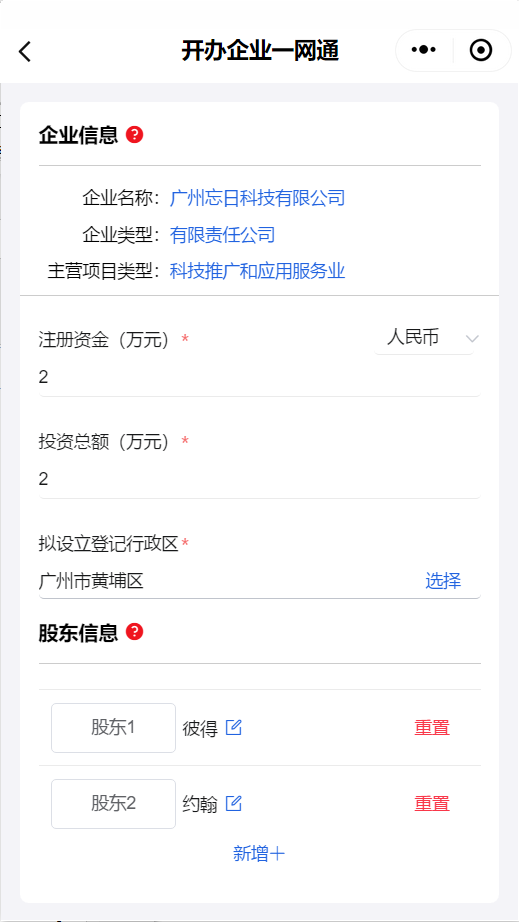 开办企业一网通
企业信息 ?
企业名称：广州忘日科技有限公司
企业类型：有限责任公司
主营项目类型：科技推广和应用服务业
注册资金（万元）* 人民币
2
投资总额（万元）*
2
拟设立登记行政区*
广州市黄埔区 选择
股东信息 ?
股东1 彼得 重置
股东2 约翰 重置
新增＋